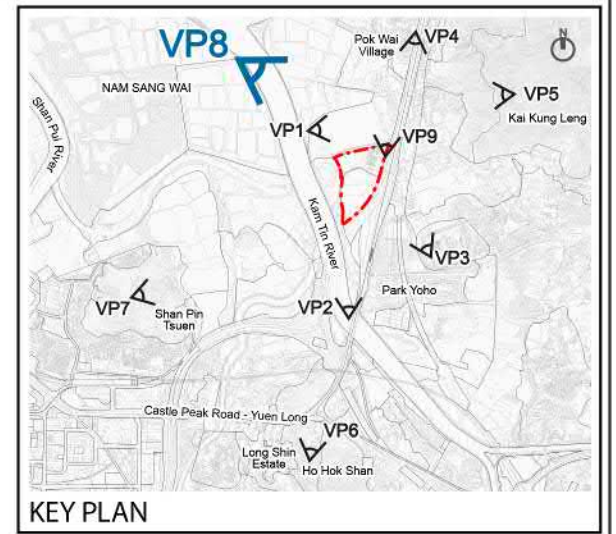 VP8
Pok Wai
Village
VP4
N
NAM SANG WAI
VP5
Kai Kung Leng
Shan Pui River
VP1
VP9
Kam Tin River
VP3
Park Yoho
VP7
Shan Pin
Tsuen
VP2
Castle Peak Road - Yuen Long
VP6
Long Shin
Estate
Ho Hok Shan
KEY PLAN